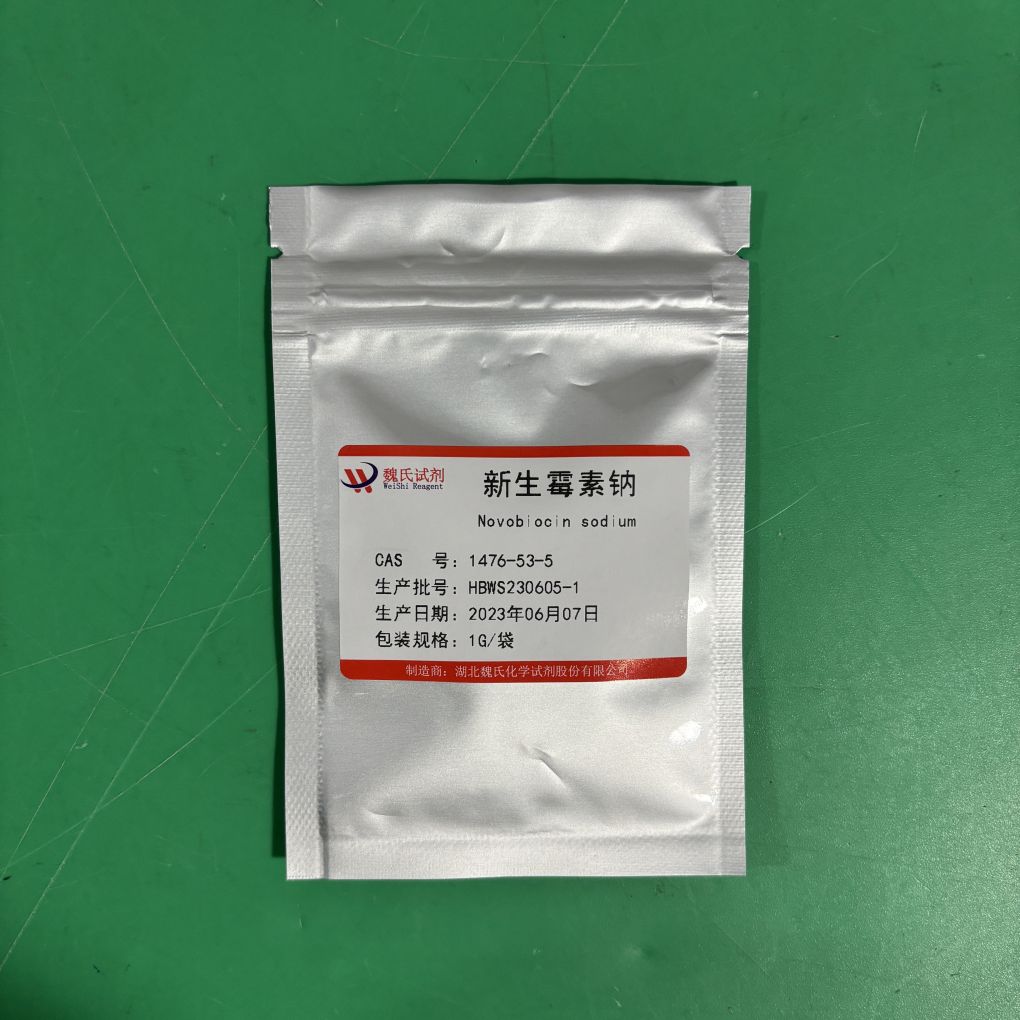 魏氏试剂
WeiShi Reagent
新生霉素钠
Novobiocin sodium
CAS 号：1476-53-5
生产批号：HBWS230605-1
生产日期：2023年06月07日
包装规格：1G/袋
制造商：湖北魏氏化学试剂股份有限公司